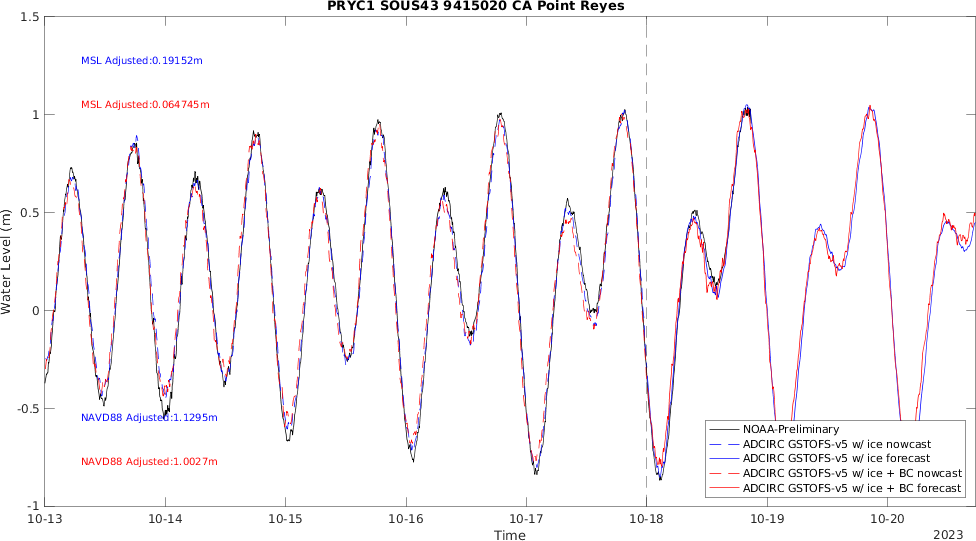 PRYC1 SOUS43 9415020 CA Point Reyes
1.5
1
0.5
0
-0.5
-1
Water Level (m)
MSL Adjusted:0.19152m
MSL Adjusted:0.064745m
NAVD88 Adjusted:1.1295m
NAVD88 Adjusted:1.0027m
NOAA-Preliminary
ADCIRC GSTOFS-v5 w/ ice nowcast
ADCIRC GSTOFS-v5 w/ ice forecast
ADCIRC GSTOFS-v5 w/ ice + BC nowcast
ADCIRC GSTOFS-v5 w/ ice + BC forecast
10-13 10-14 10-15 10-16 10-17 10-18 10-19 10-20
Time
2023